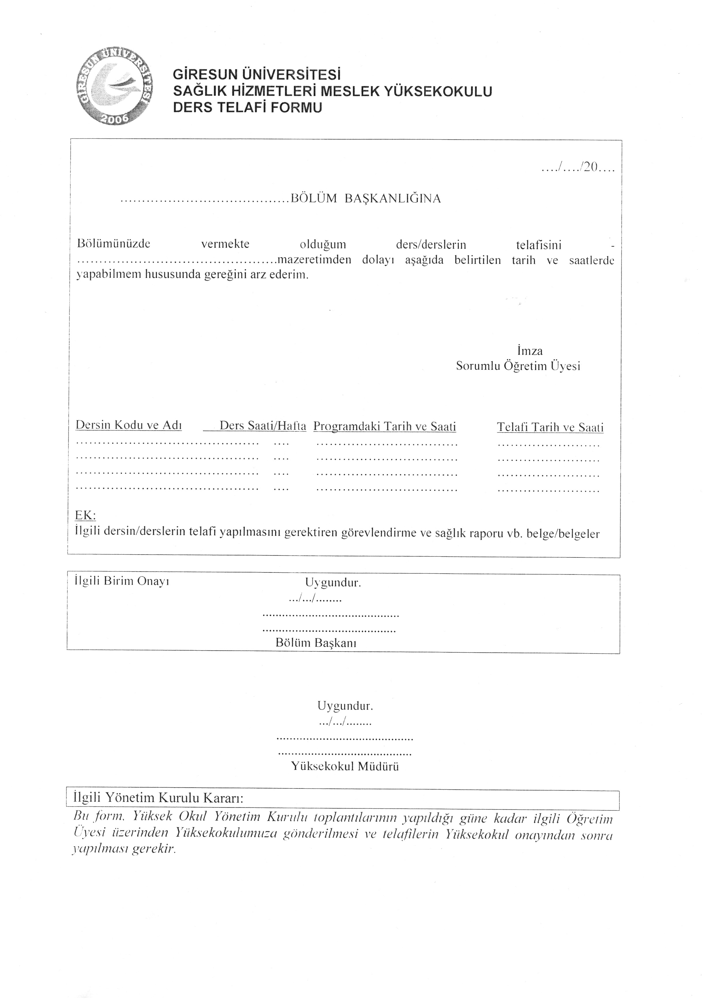 GİRESUN ÜNİVERSİTESİ
2006
GİRESUN ÜNİVERSİTESİ
SAĞLIK HİZMETLERİ MESLEK YÜKSEKOKULU
DERS TELAFİ FORMU
..../..../20....
......................................BÖLÜM BAŞKANLIĞINA
Bölümünüzde vermekte olduğum ders/derslerin telafisini -
.............................................mazeretimden dolayı aşağıda belirtilen tarih ve saatlerde
yapabilmem hususunda gereğini arz ederim.
İmza
Sorumlu Öğretim Üyesi
Dersin Kodu ve Adı Ders Saati/Hafta Programdaki Tarih ve Saati Telafi Tarih ve Saati
......................................... .... ................................ .......................
......................................... .... ................................ .......................
......................................... .... ................................ .......................
......................................... .... ................................ .......................
EK:
İlgili dersin/derslerin telafi yapılmasını gerektiren görevlendirme ve sağlık raporu vb. belge/belgeler
İlgili Birim Onayı Uygundur.
.../.../........
..........................................
.........................................
Bölüm Başkanı
Uygundur.
.../.../........
..........................................
.........................................
Yüksekokul Müdürü
İlgili Yönetim Kurulu Kararı:
Bu form, Yüksek Okul Yönetim Kurulu toplantılarının yapıldığı güne kadar ilgili Öğretim
Üyesi üzerinden Yüksekokulumuza gönderilmesi ve telafilerin Yüksekokul onayından sonra
yapılması gerekir.